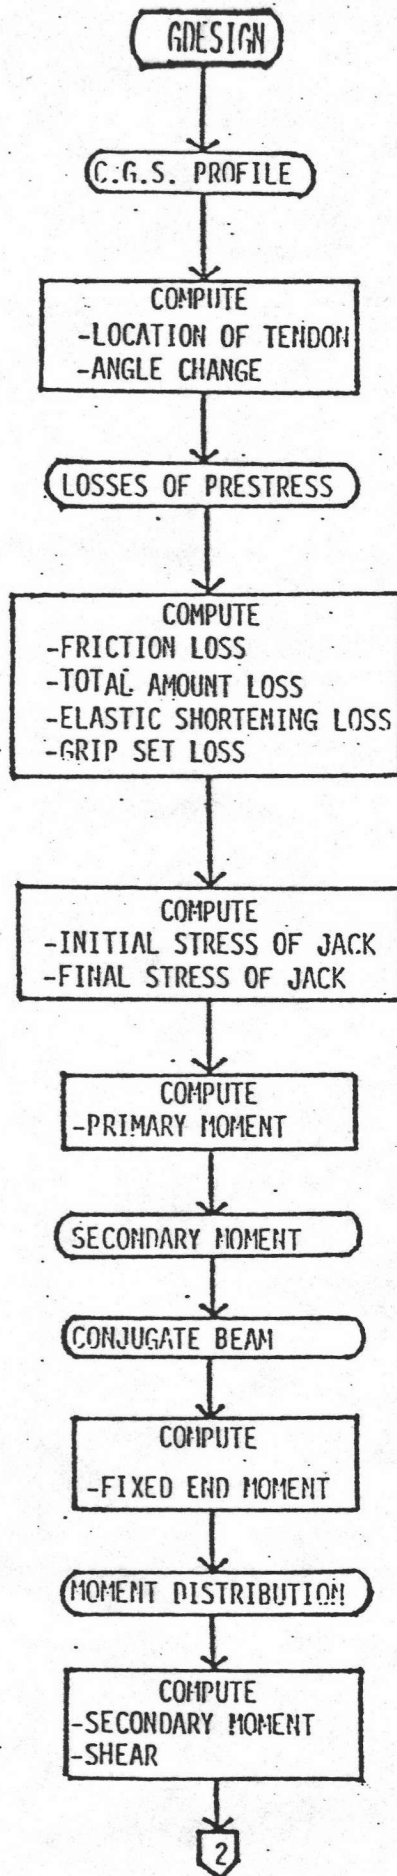 GDESIGN
C.G.S. PROFILE
COMPUTE
-LOCATION OF TENDON
-ANGLE CHANGE
LOSSES OF PRESTRESS
COMPUTE
-FRICTION LOSS
-TOTAL AMOUNT LOSS
-ELASTIC SHORTENING LOSS
-GRIP SET LOSS
COMPUTE
-INITIAL STRESS OF JACK
-FINAL STRESS OF JACK
COMPUTE
-PRIMARY MOMENT
SECONDARY MOMENT
CONJUGATE BEAM
COMPUTE
-FIXED END MOMENT
MOMENT DISTRIBUTION
COMPUTE
-SECONDARY MOMENT
-SHEAR
2